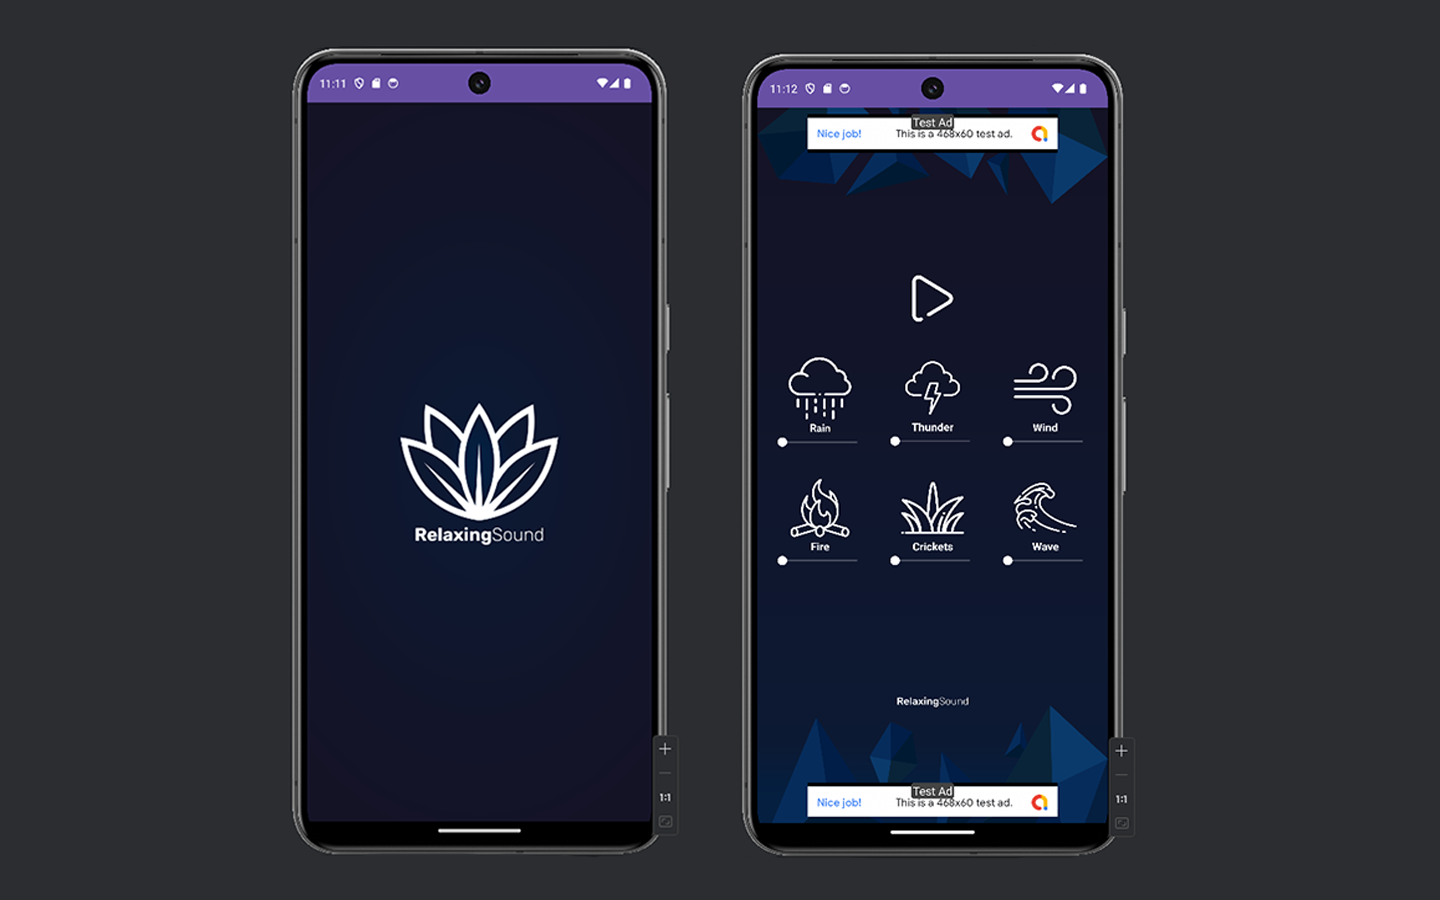 11:11
RelaxingSound
1:1
11:12
Test Ad
Nice job! This is a 468x60 test ad.
Rain Thunder Wind
Fire Crickets Wave
RelaxingSound
Test Ad
Nice job! This is a 468x60 test ad.
1:1